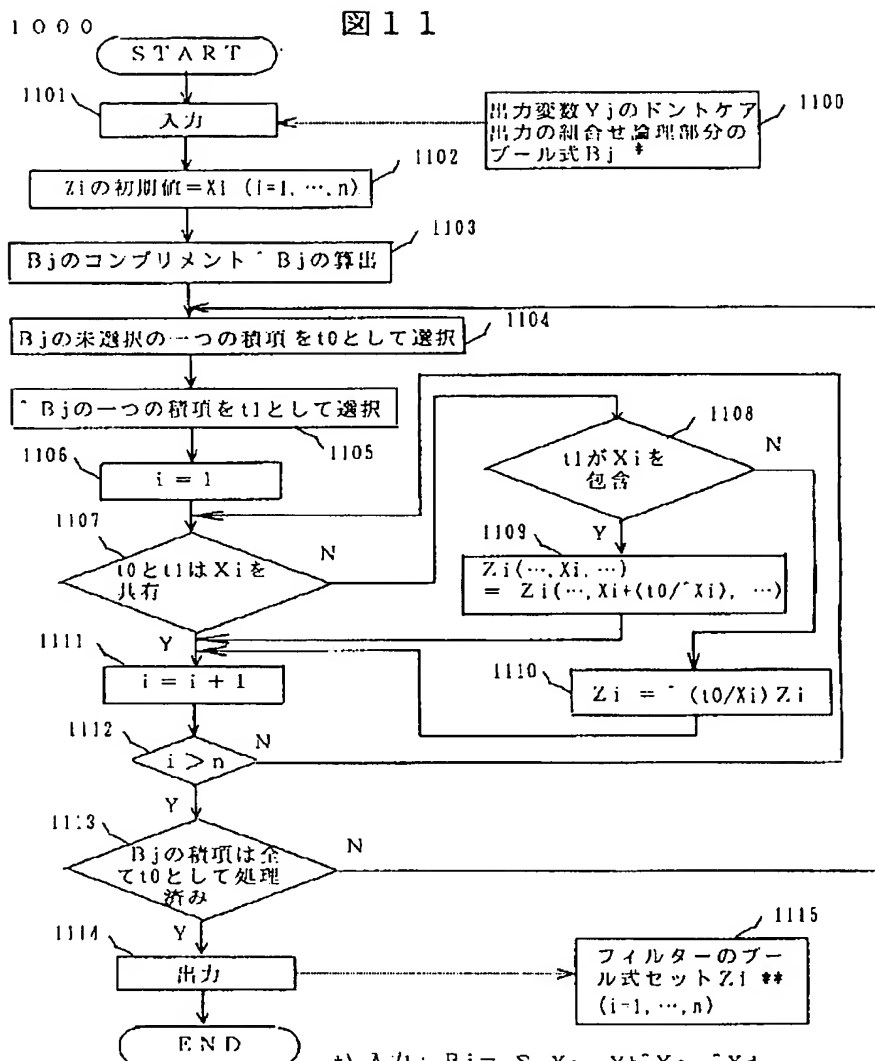 図11
1000
START
1101
入力
1100
出力変数Yjのドントケア
出力の組合せ論理部分の
ブール式Bj *
1102
Ziの初期値=Xi (i=1, …, n)
1103
Bjのコンプリメント^Bjの算出
1104
Bjの未選択の一つの積項をt0として選択
^Bjの一つの積項をt1として選択
1105
1106
i = 1
1107
t0とt1はXiを
共有
N
Y
1108
t1がXiを
包含
N
Y
1109
Zi(…, Xi, …)
= Zi(…, Xi+(t0/^Xi), …)
1110
Zi = ^(t0/Xi) Zi
1111
i = i + 1
1112
i > n
N
Y
1113
Bjの積項は全
てt0として処理
済み
N
Y
1114
出力
1115
フィルターのブー
ル式セットZi **
(i=1, …, n)
END